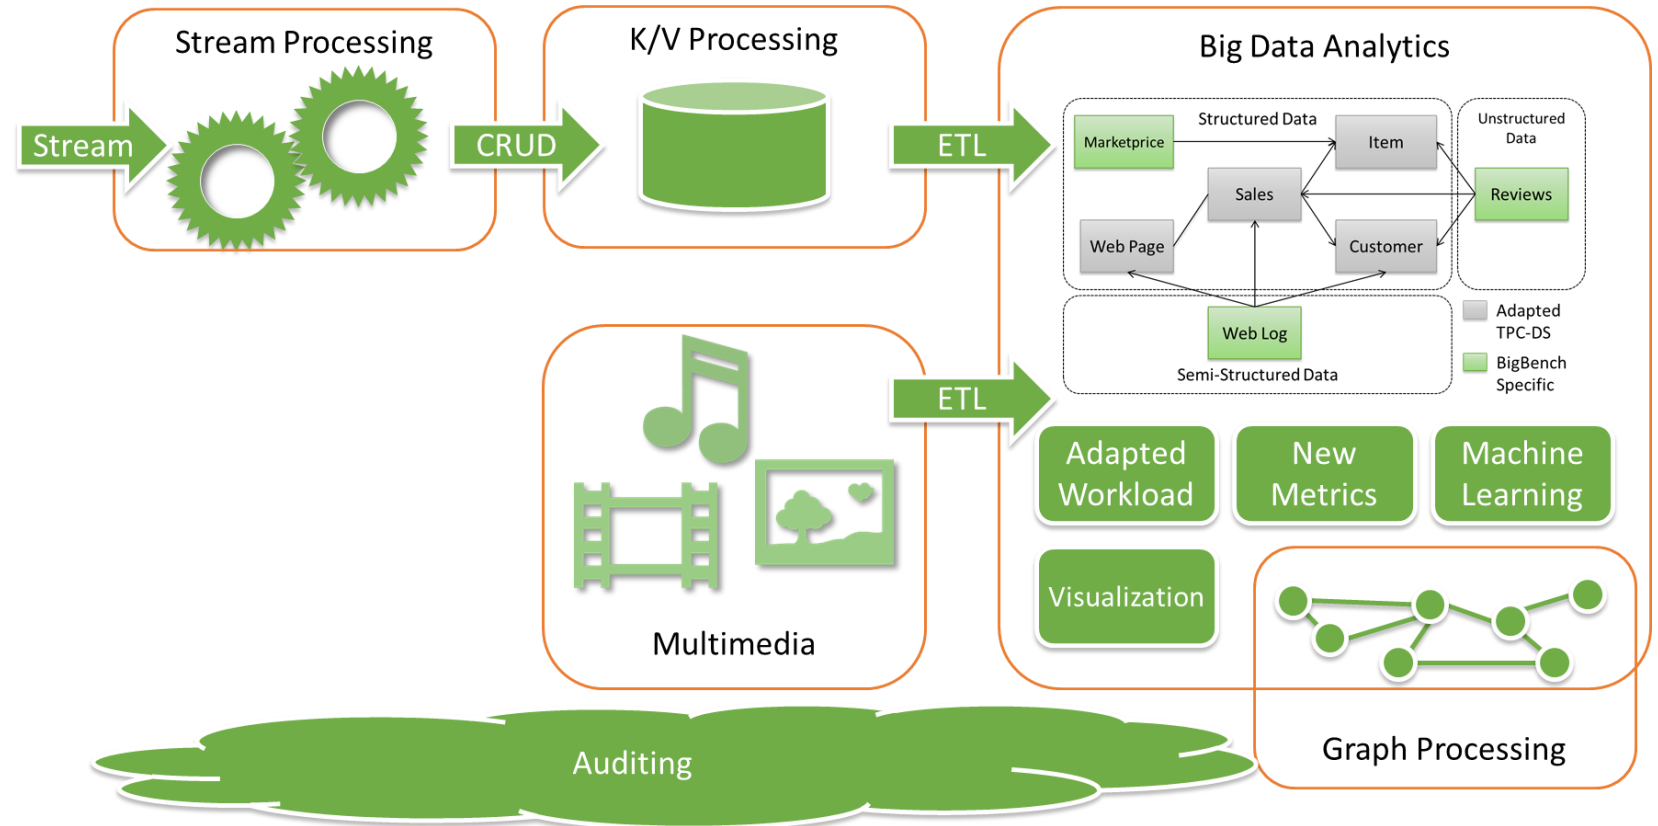 Stream Processing
K/V Processing
Big Data Analytics
Stream
CRUD
ETL
Structured Data
Unstructured
Data
Marketprice
Item
Sales
Reviews
Web Page
Customer
Web Log
Semi-Structured Data
Adapted
TPC-DS
BigBench
Specific
ETL
Adapted
Workload
New
Metrics
Machine
Learning
Visualization
Multimedia
Graph Processing
Auditing